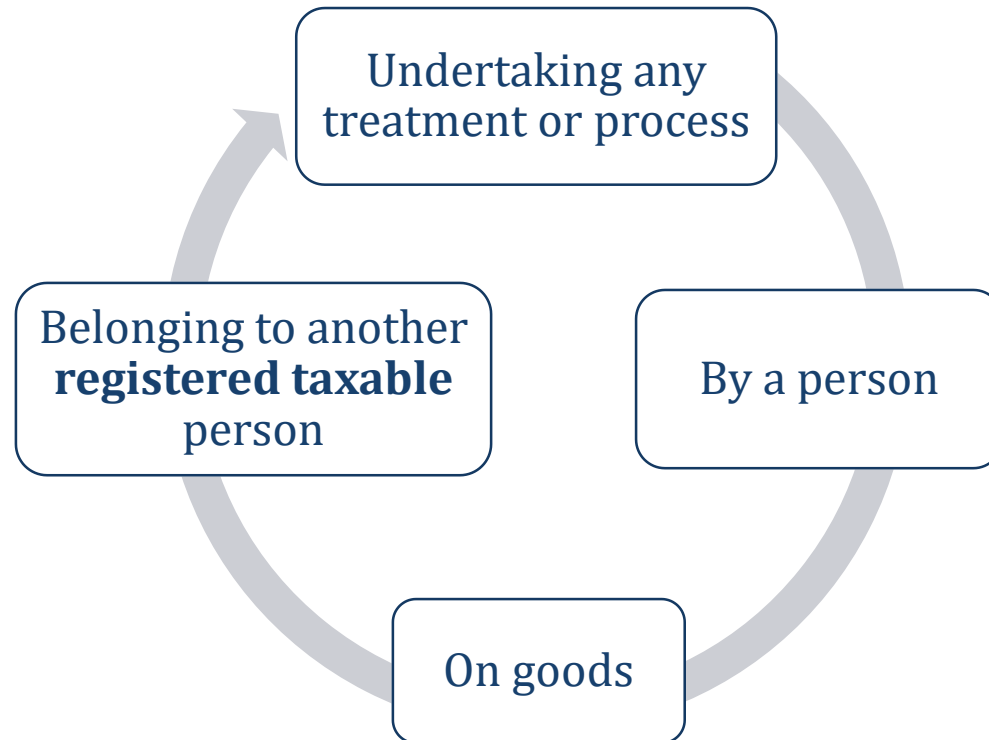 Undertaking any
treatment or process
By a person
On goods
Belonging to another
registered taxable
person